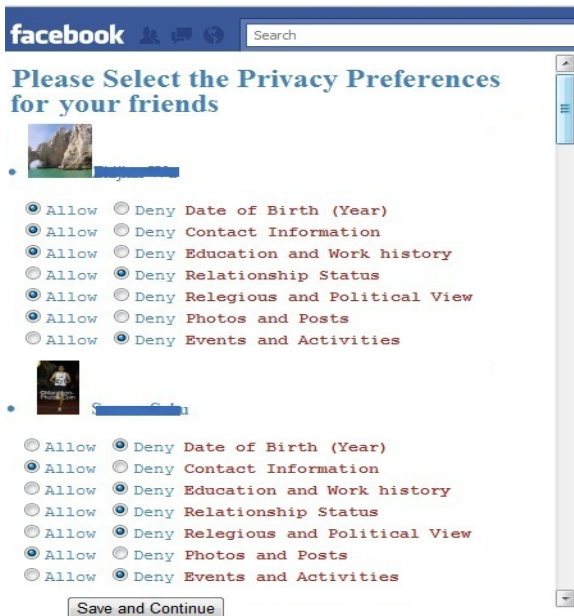 facebook Search
Please Select the Privacy Preferences
for your friends
Allow Deny Date of Birth (Year)
Allow Deny Contact Information
Allow Deny Education and Work history
Allow Deny Relationship Status
Allow Deny Relegious and Political View
Allow Deny Photos and Posts
Allow Deny Events and Activities
Allow Deny Date of Birth (Year)
Allow Deny Contact Information
Allow Deny Education and Work history
Allow Deny Relationship Status
Allow Deny Relegious and Political View
Allow Deny Photos and Posts
Allow Deny Events and Activities
Save and Continue